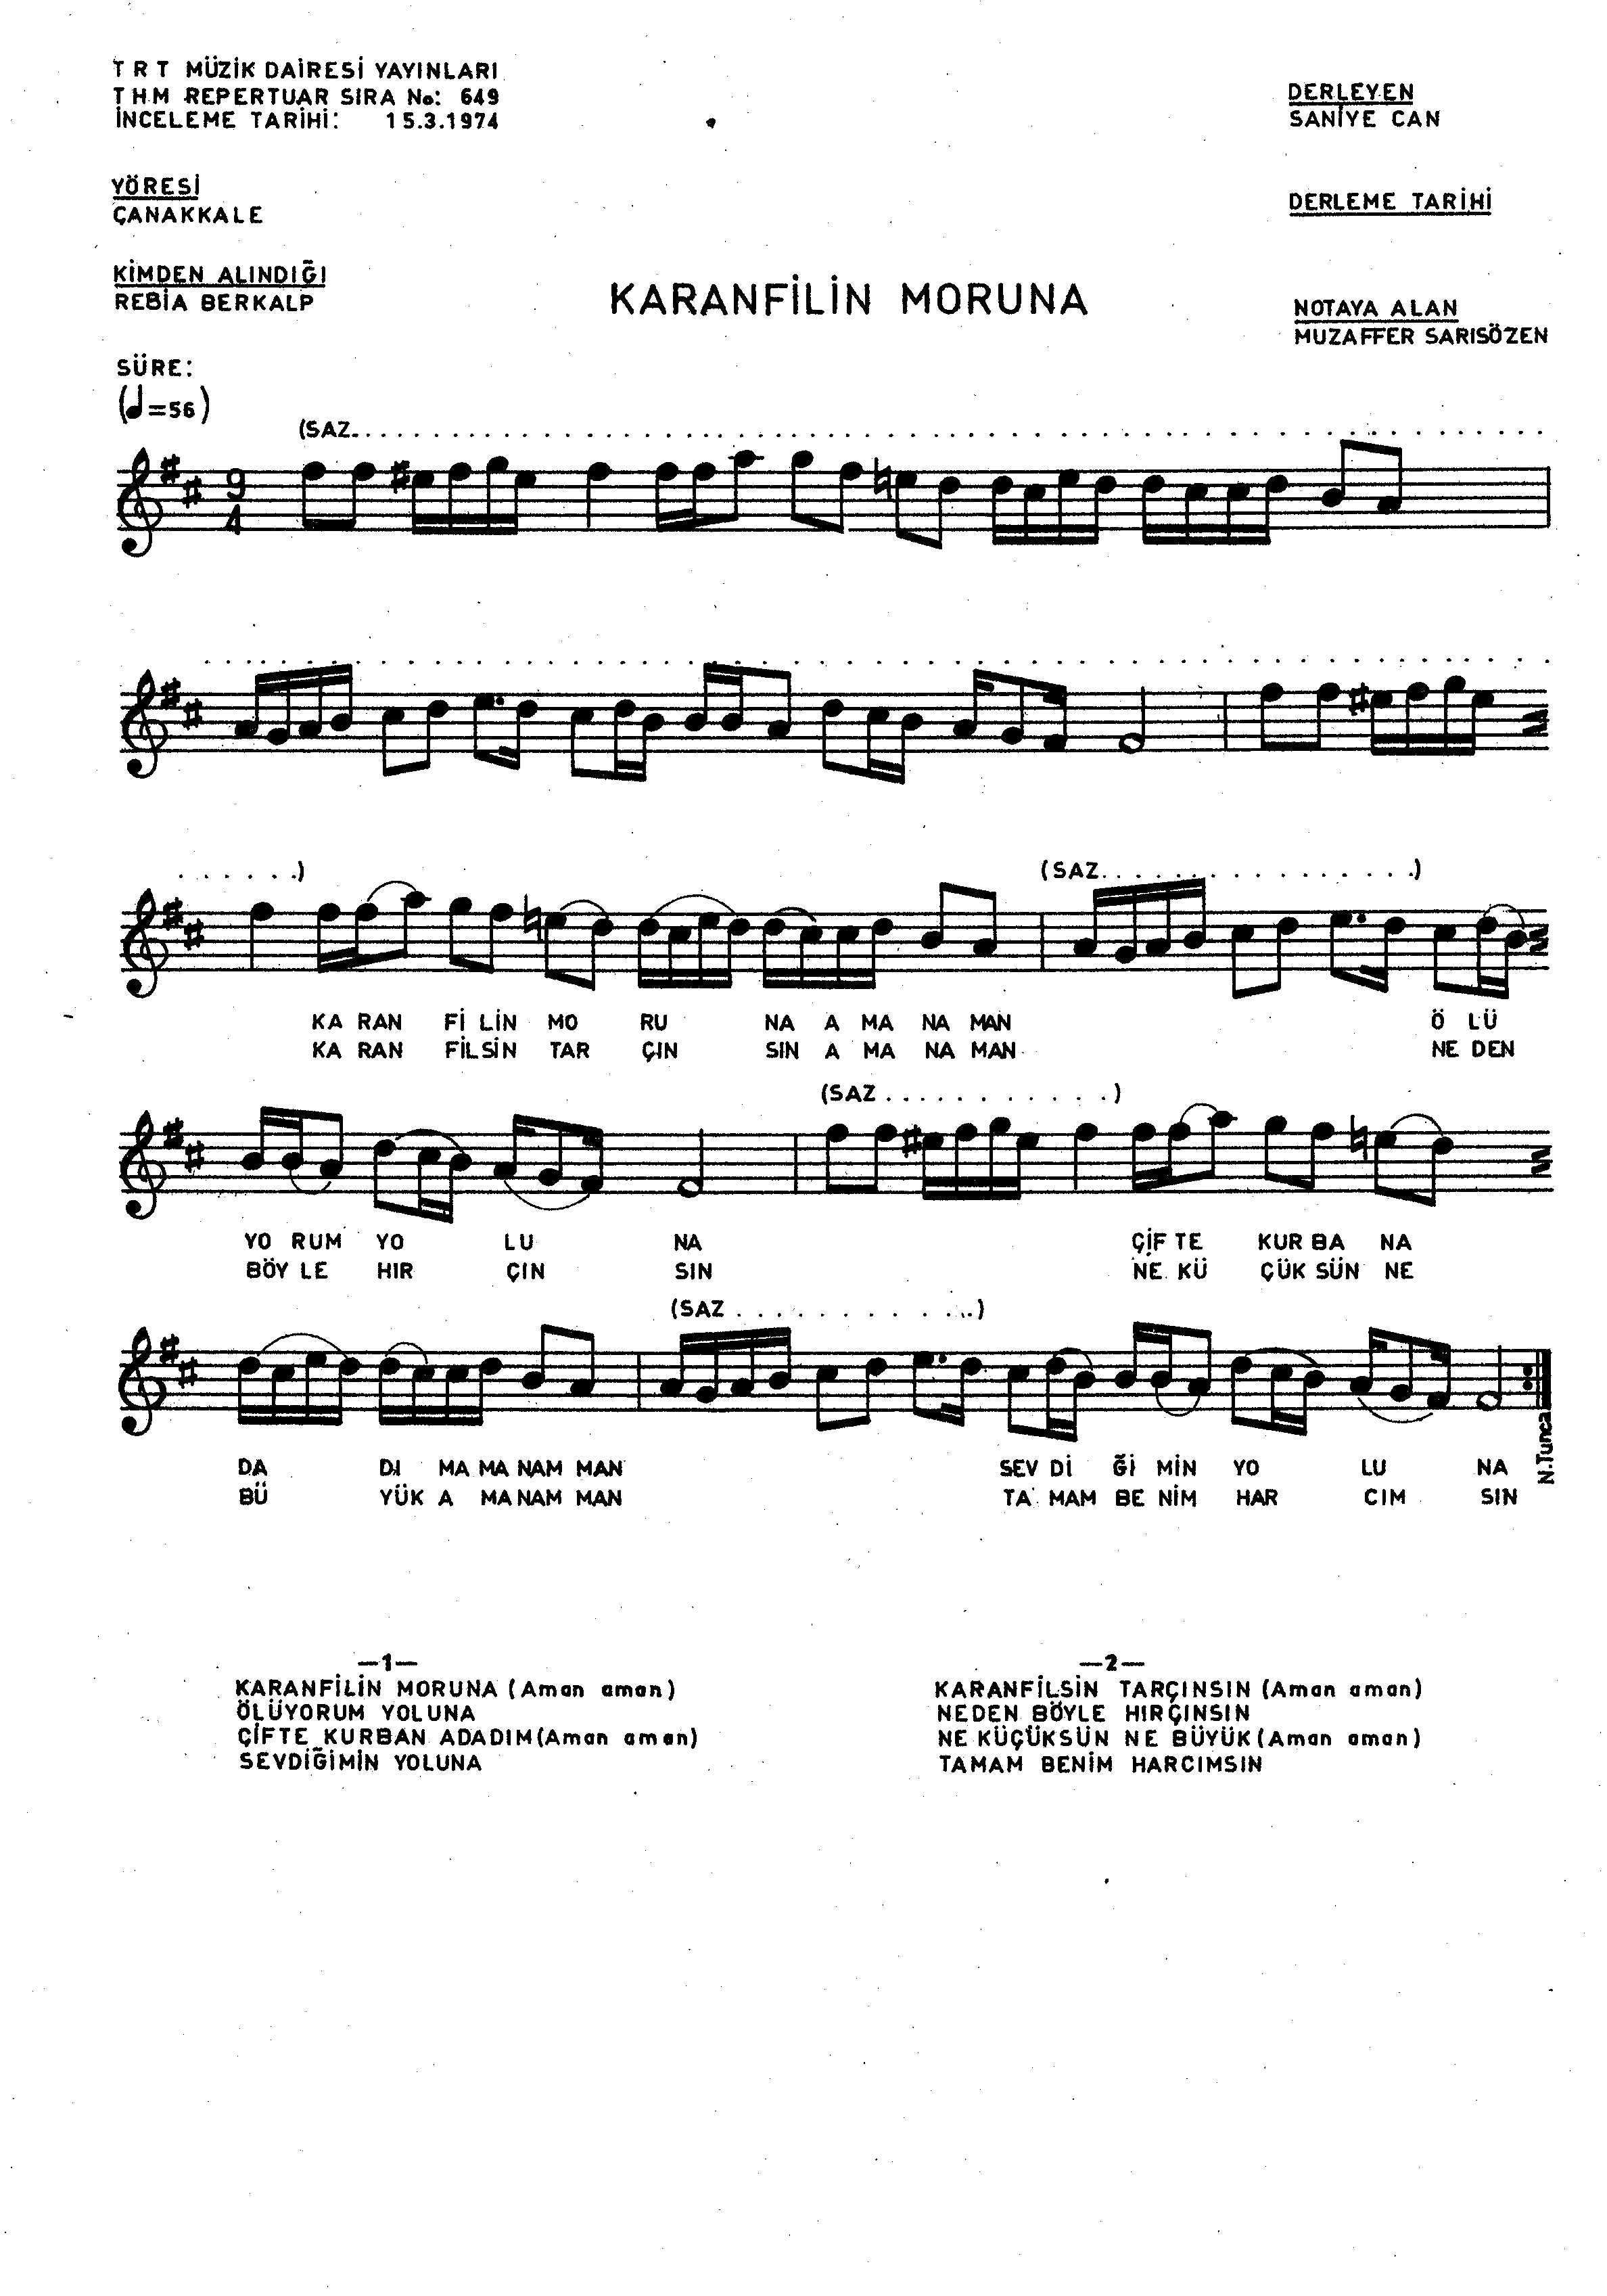 TRT MÜZİK DAİRESİ YAYINLARI
THM REPERTUAR SIRA No: 649
İNCELEME TARİHİ: 15.3.1974
DERLEYEN
SANİYE CAN
YÖRESİ
ÇANAKKALE
DERLEME TARİHİ
KİMDEN ALINDIĞI
REBİA BERKALP
KARANFİLİN MORUNA
NOTAYA ALAN
MUZAFFER SARISÖZEN
SÜRE:
(♩=56)
(SAZ. . . . . . . . . . . . . . . . . .
9
4
. . . . . .)
(SAZ. . . . . . . . . . . . . . .)
KA RAN FİLİN MO RU NA A MA NA MAN Ö LÜ
KA RAN FİLSİN TAR ÇIN SIN A MA NA MAN NE DEN
(SAZ . . . . . . . . . . .)
YO RUM YO LU NA ÇİF TE KUR BA NA
BÖY LE HIR ÇIN SIN NE KÜ ÇÜK SÜN NE
(SAZ . . . . . . . . . . .)
DA DI MA MA NAM MAN SEV Dİ Ğİ MİN YO LU NA
BÜ YÜK A MA NAM MAN TA MAM BE NİM HAR CIM SIN
N.Tunca
—1—
KARANFİLİN MORUNA (Aman aman)
ÖLÜYORUM YOLUNA
ÇİFTE KURBAN ADADIM (Aman aman)
SEVDİĞİMİN YOLUNA
—2—
KARANFİLSİN TARÇINSIN (Aman aman)
NEDEN BÖYLE HIRÇINSIN
NE KÜÇÜKSÜN NE BÜYÜK (Aman aman)
TAMAM BENİM HARCIMSIN